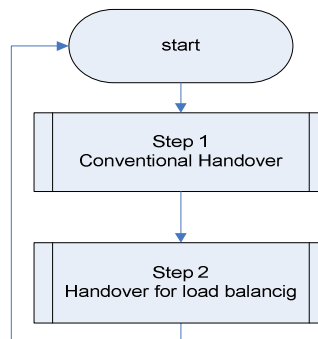 start
Step 1
Conventional Handover
Step 2
Handover for load balancig